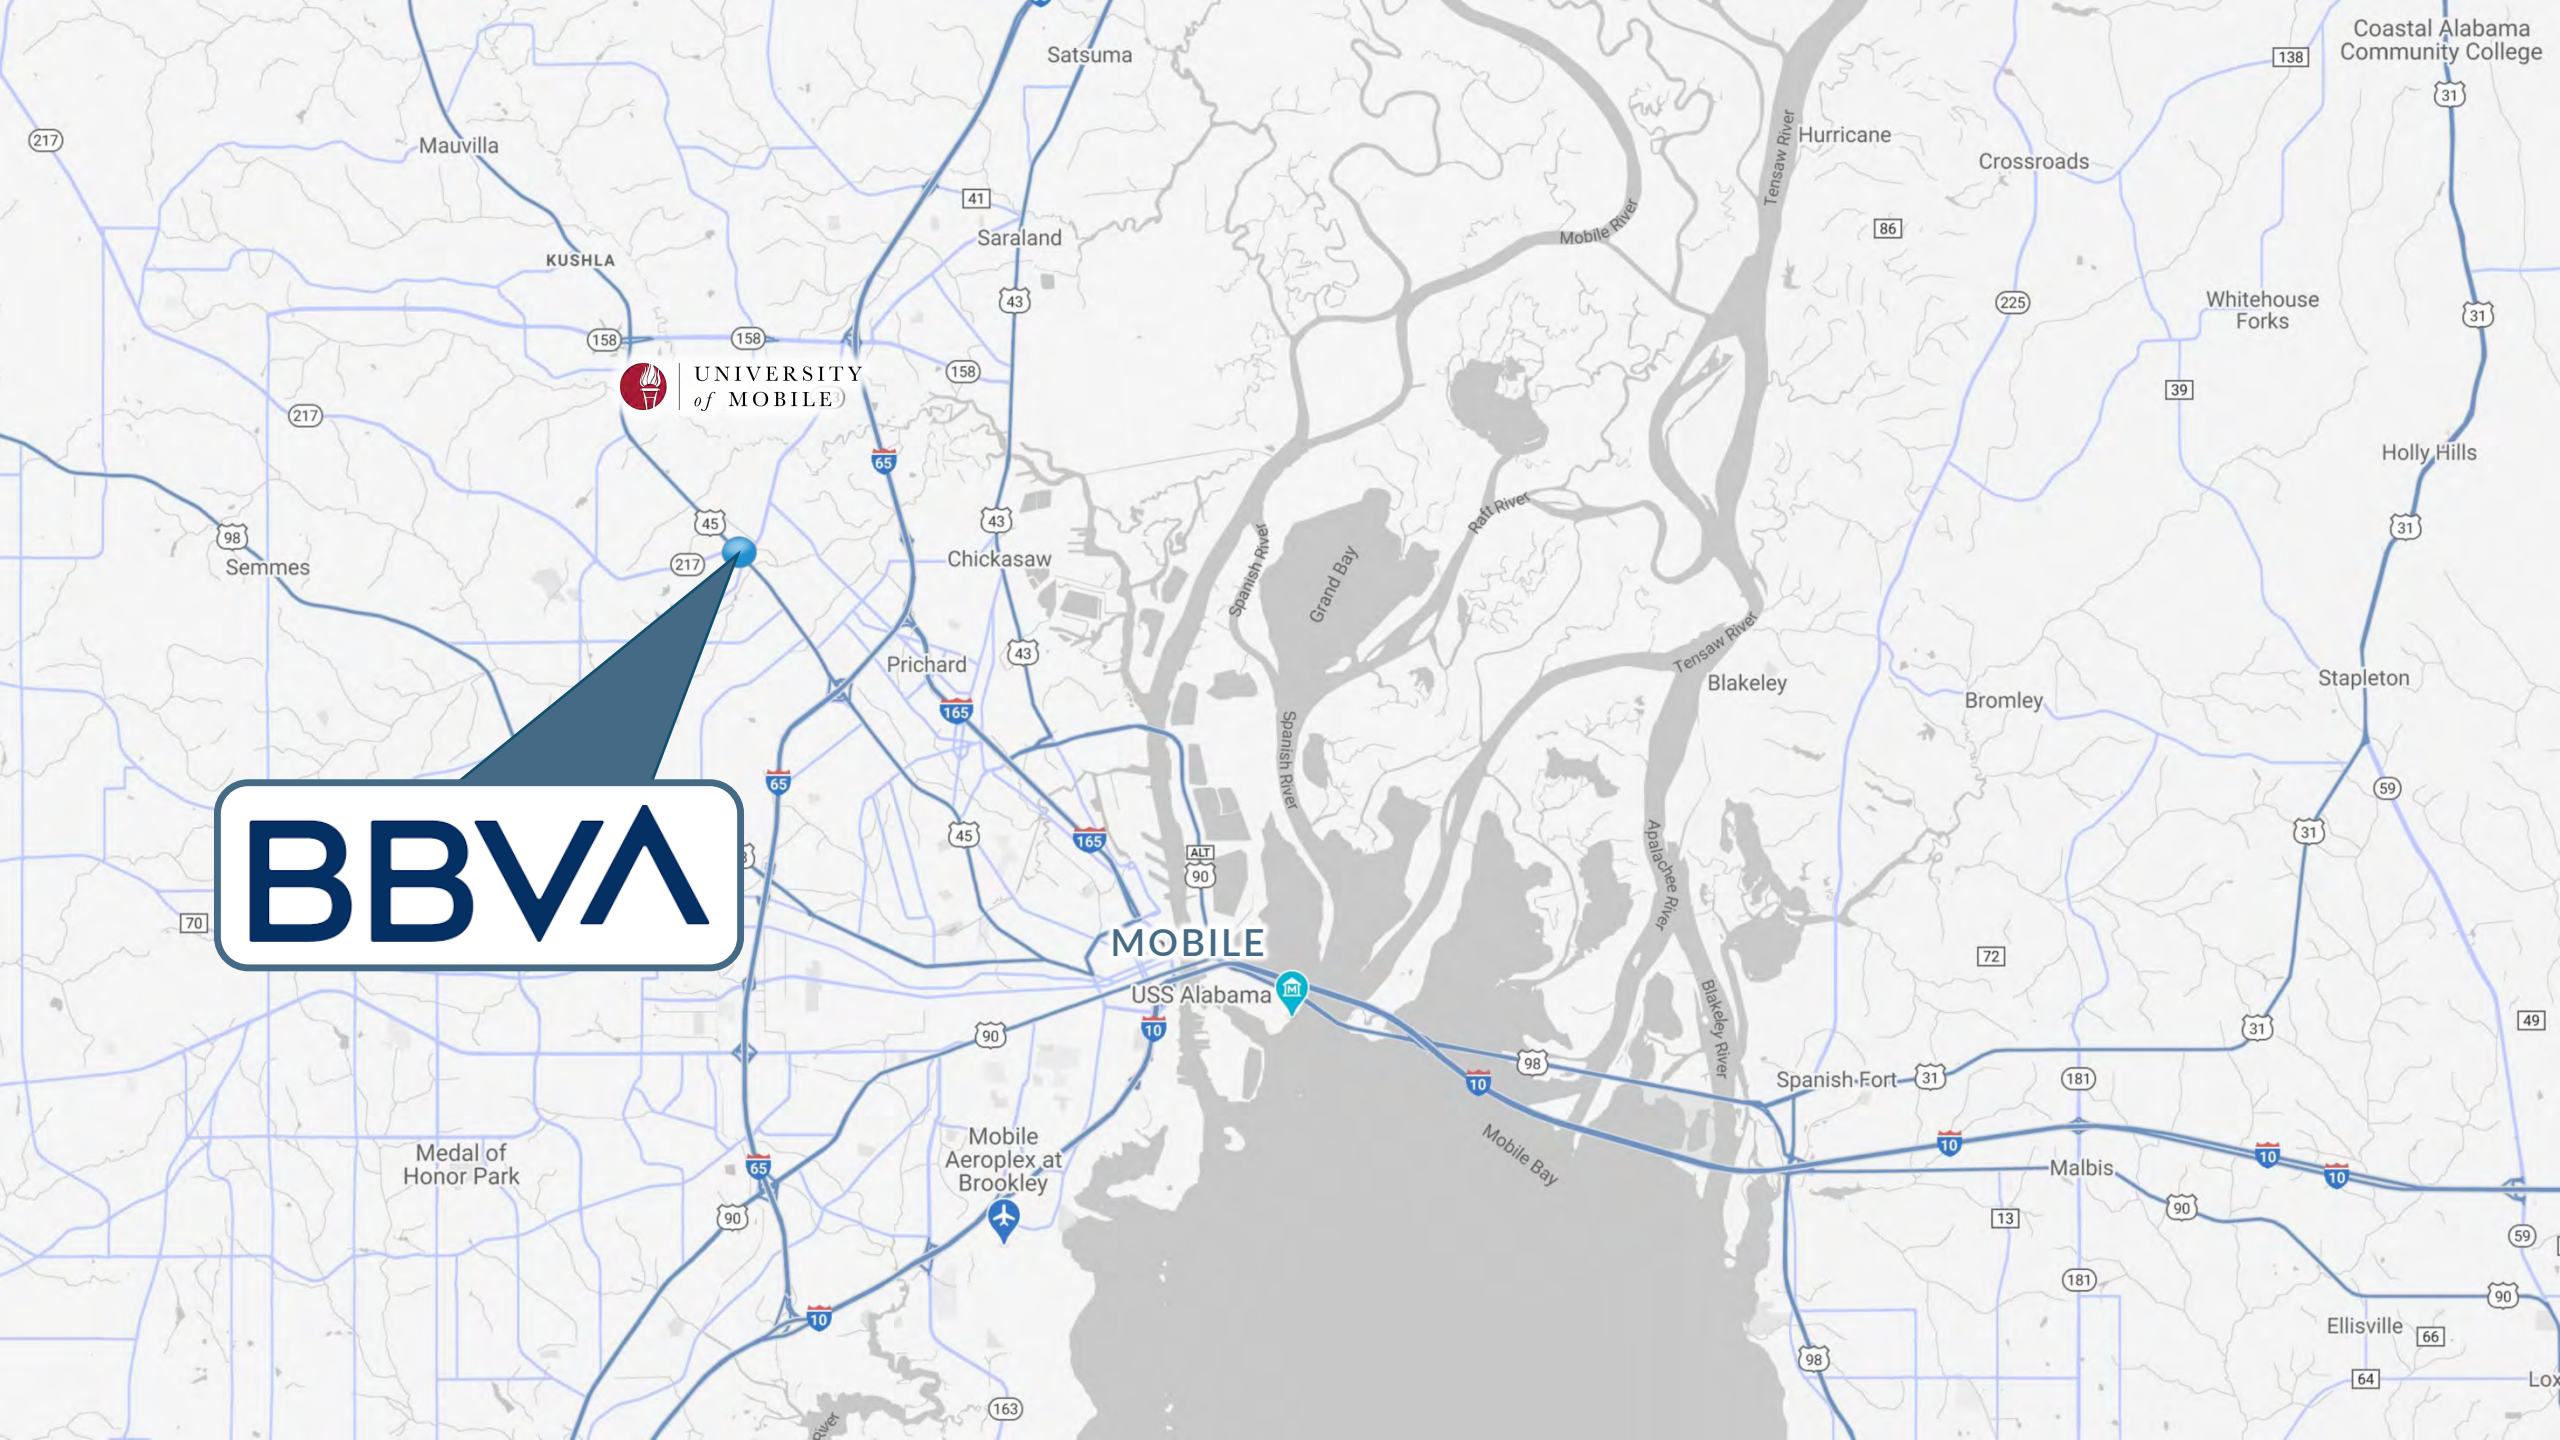 Coastal Alabama
Community College
Satsuma
138
31
217
Mauvilla
Hurricane
Tensaw River
Crossroads
41
Mobile River
Saraland
86
KUSHLA
43
225
Whitehouse
Forks
31
158
158
158
UNIVERSITY
of MOBILE
39
217
65
Holly Hills
45
43
Raft River
31
98
Semmes
217
Chickasaw
Spanish River
Grand Bay
43
Prichard
Tensaw River
Blakeley
Stapleton
165
Bromley
Spanish River
65
59
BBVA
45
165
ALT
90
Apalachee River
31
70
MOBILE
72
USS Alabama
Blakeley River
10
90
98
10
Spanish Fort
31
31
49
181
Mobile Bay
Mobile
Aeroplex at
Brookley
Medal of
Honor Park
65
10
10
10
Malbis
90
90
13
59
181
90
10
Ellisville
66
98
64
Lox
163
River